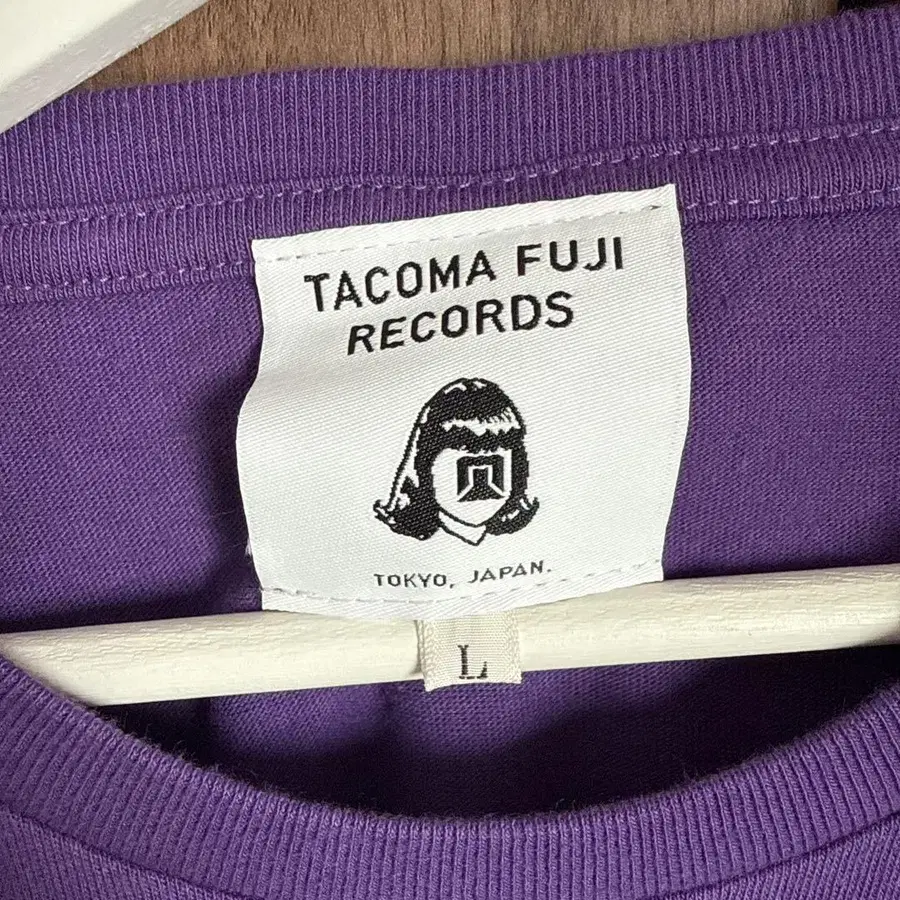 TACOMA FUJI
RECORDS
TOKYO, JAPAN.
L